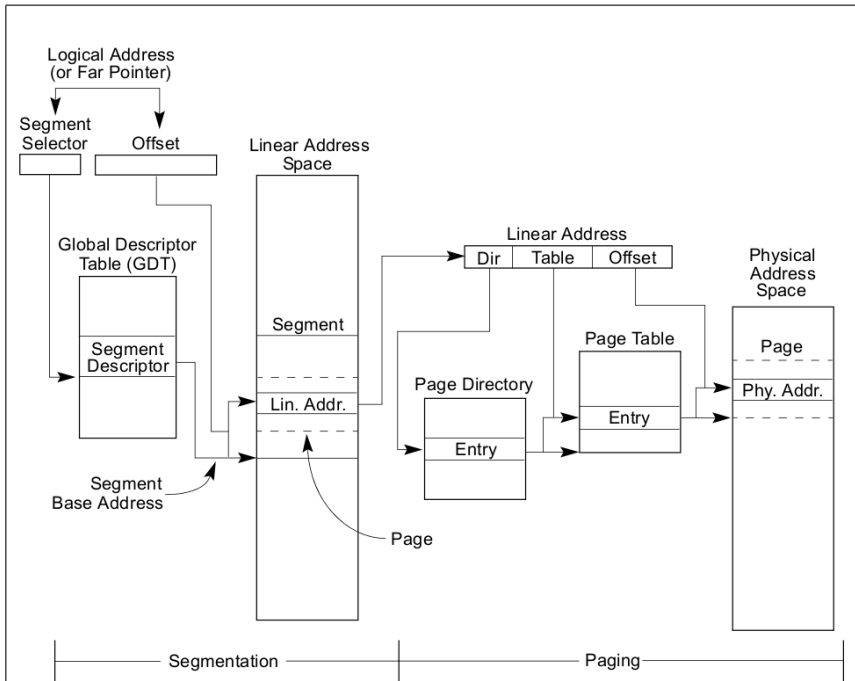 Logical Address
(or Far Pointer)
Segment
Selector
Offset
Linear Address
Space
Global Descriptor
Table (GDT)
Segment
Descriptor
Segment
Lin. Addr.
Segment
Base Address
Page
Linear Address
Dir
Table
Offset
Page Directory
Entry
Page Table
Entry
Physical
Address
Space
Page
Phy. Addr.
Segmentation
Paging